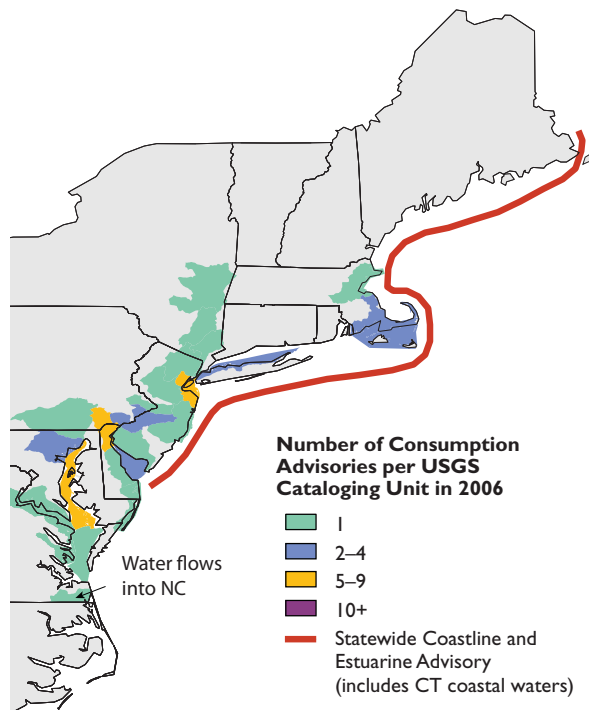 Number of Consumption
Advisories per USGS
Cataloging Unit in 2006
1
2–4
5–9
10+
Statewide Coastline and
Estuarine Advisory
(includes CT coastal waters)
Water flows
into NC